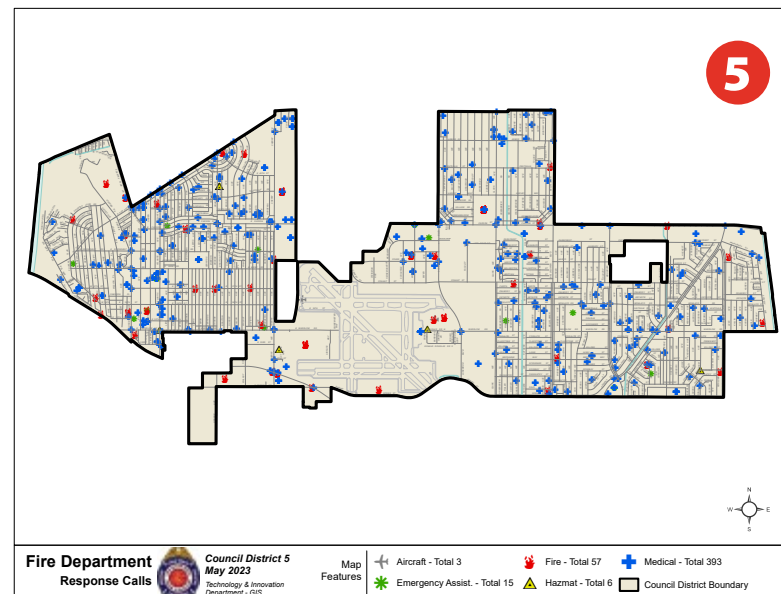 5
N
W E
S
Fire Department
Response Calls
Council District 5
May 2023
Technology & Innovation
Department - GIS
Map
Features
Aircraft - Total 3
Fire - Total 57
Medical - Total 393
Emergency Assist. - Total 15
Hazmat - Total 6
Council District Boundary